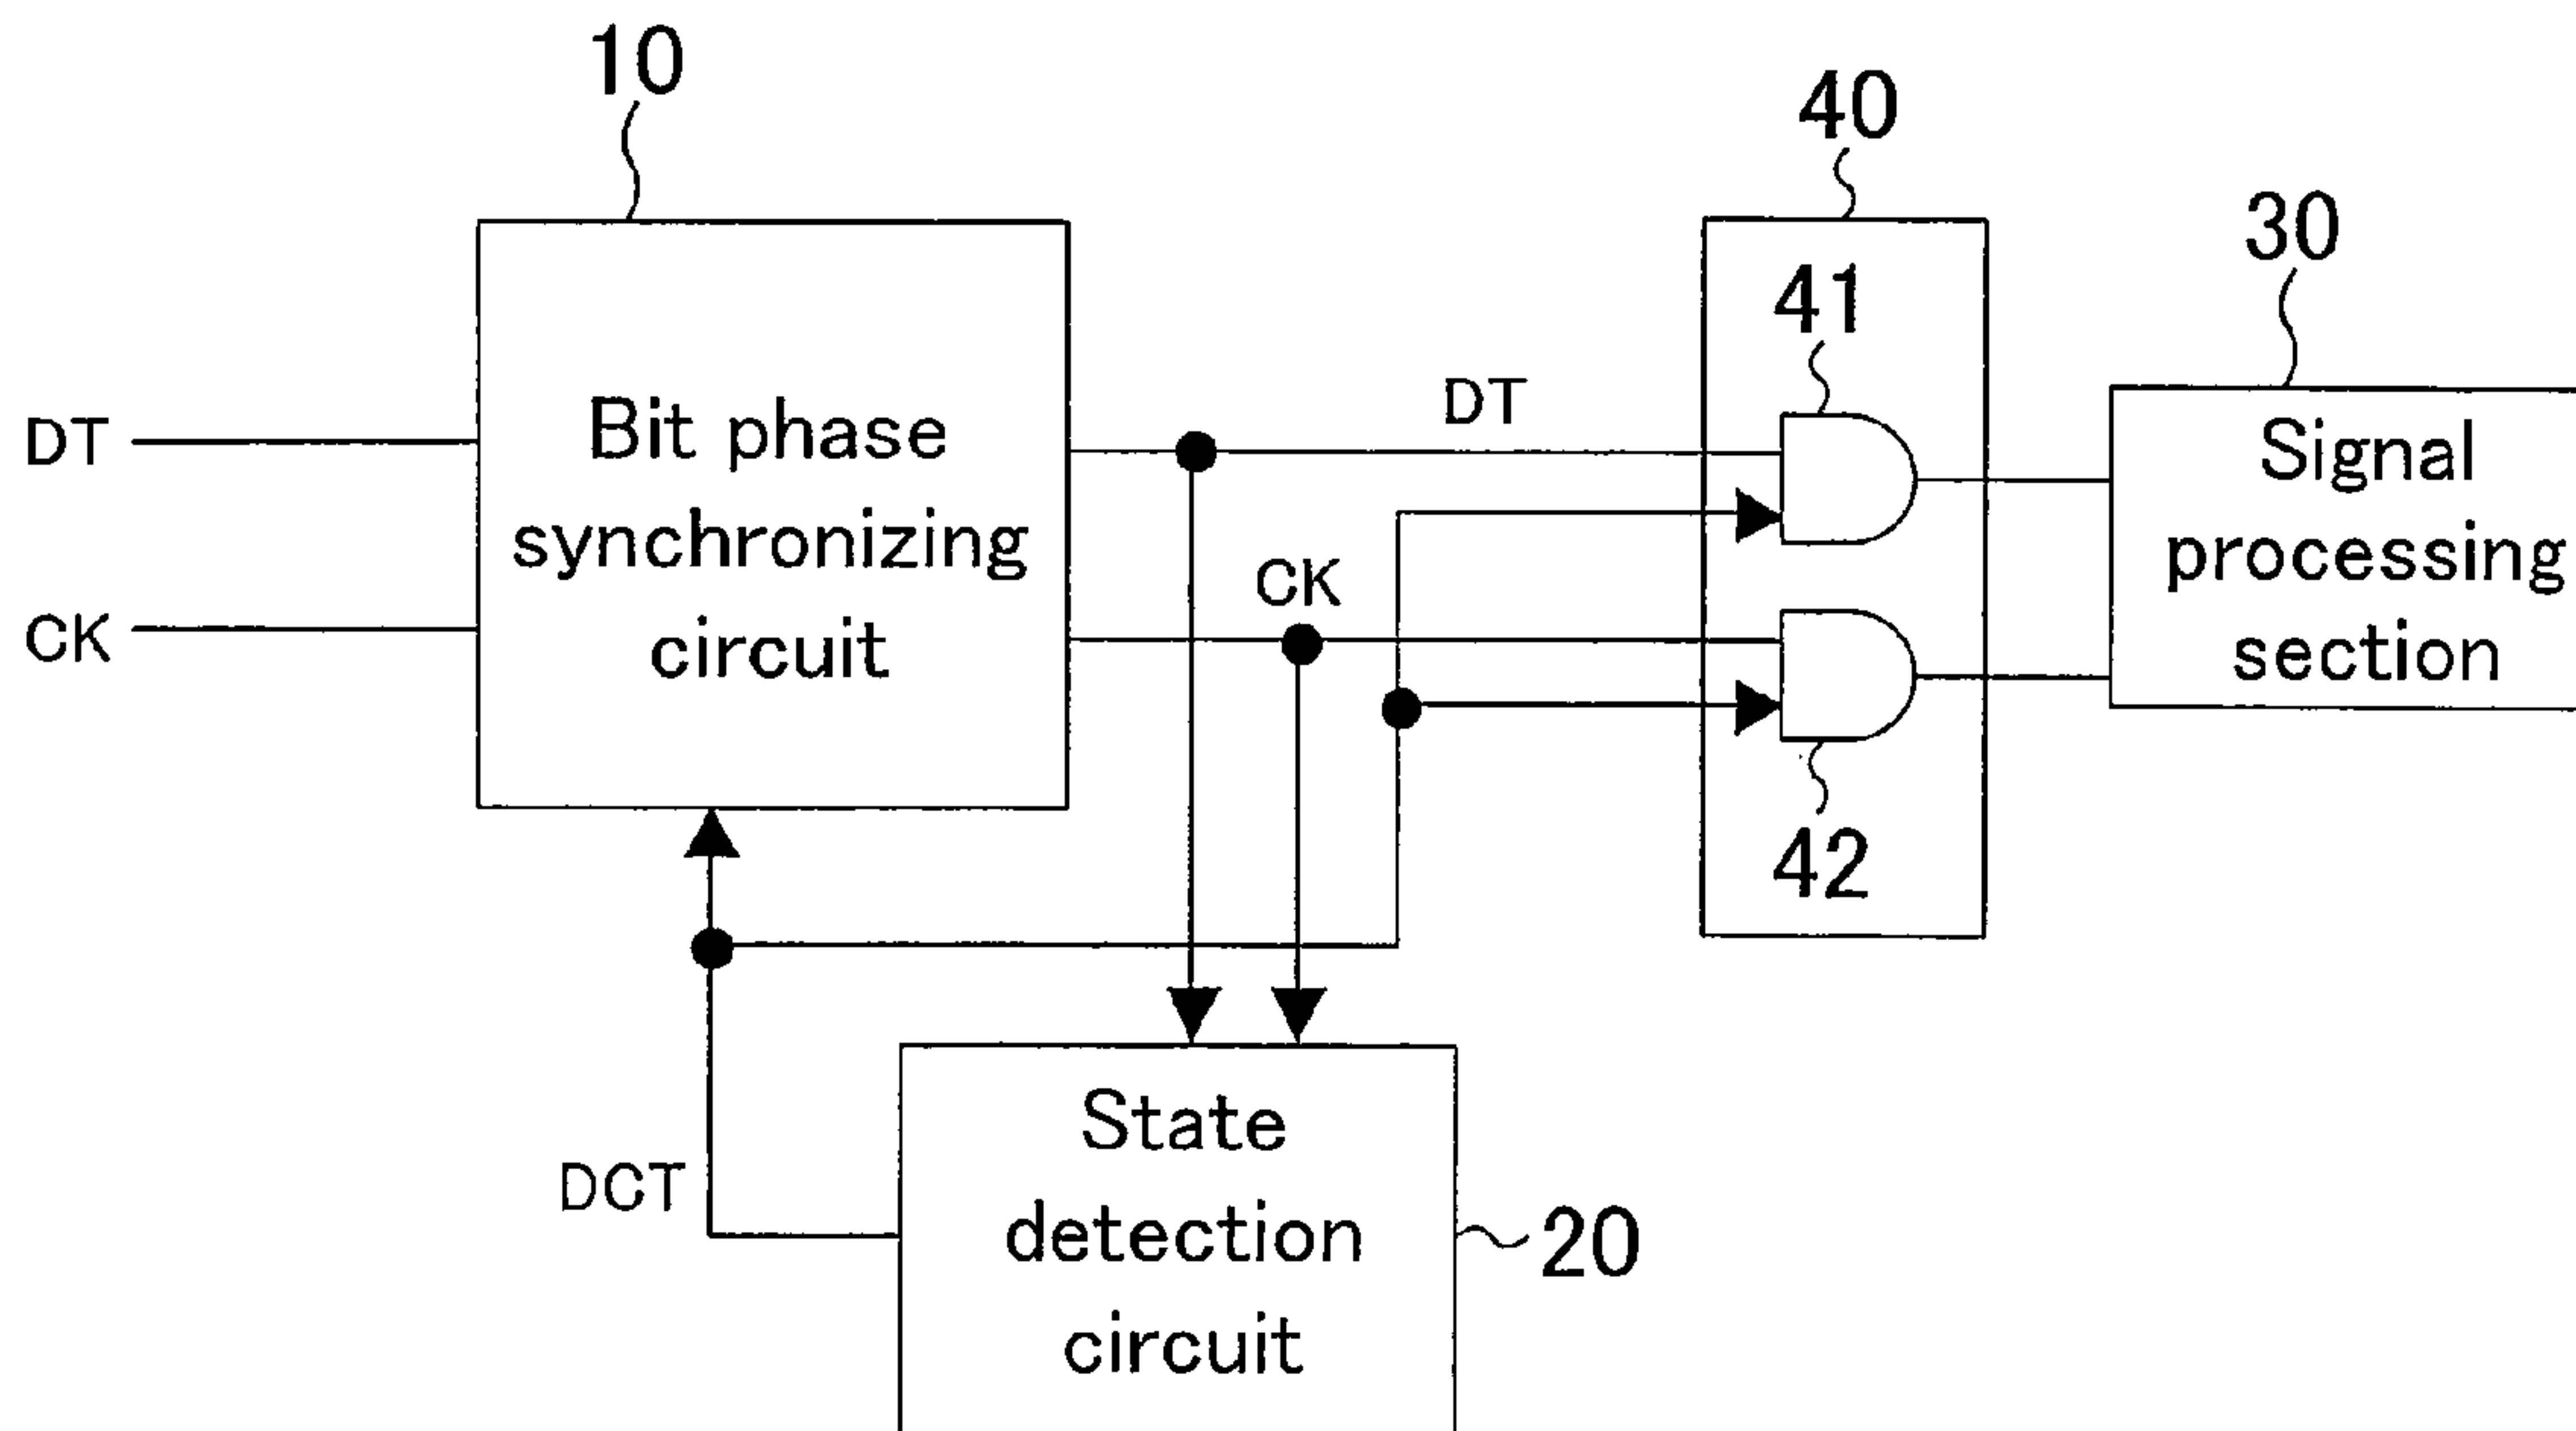 10
40
30
41
DT
DT
Bit phase
synchronizing
circuit
Signal
processing
section
CK
CK
42
State
detection
circuit
DCT
20